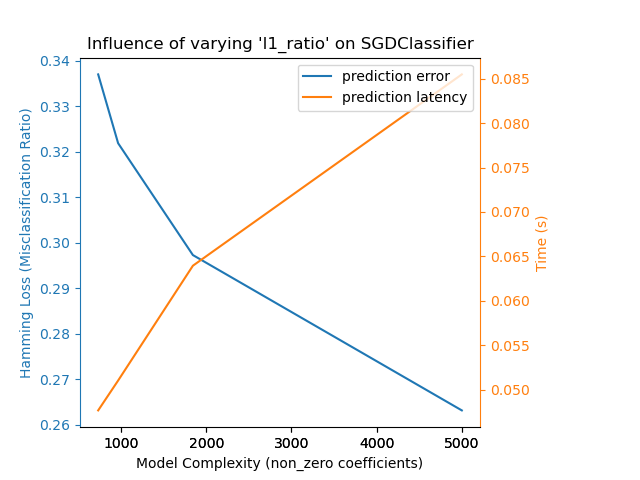 Influence of varying 'l1_ratio' on SGDClassifier
prediction error
prediction latency
Hamming Loss (Misclassification Ratio)
0.34
0.33
0.32
0.31
0.30
0.29
0.28
0.27
0.26
0.085
0.080
0.075
0.070
0.065
0.060
0.055
0.050
Time (s)
1000 2000 3000 4000 5000
Model Complexity (non_zero coefficients)